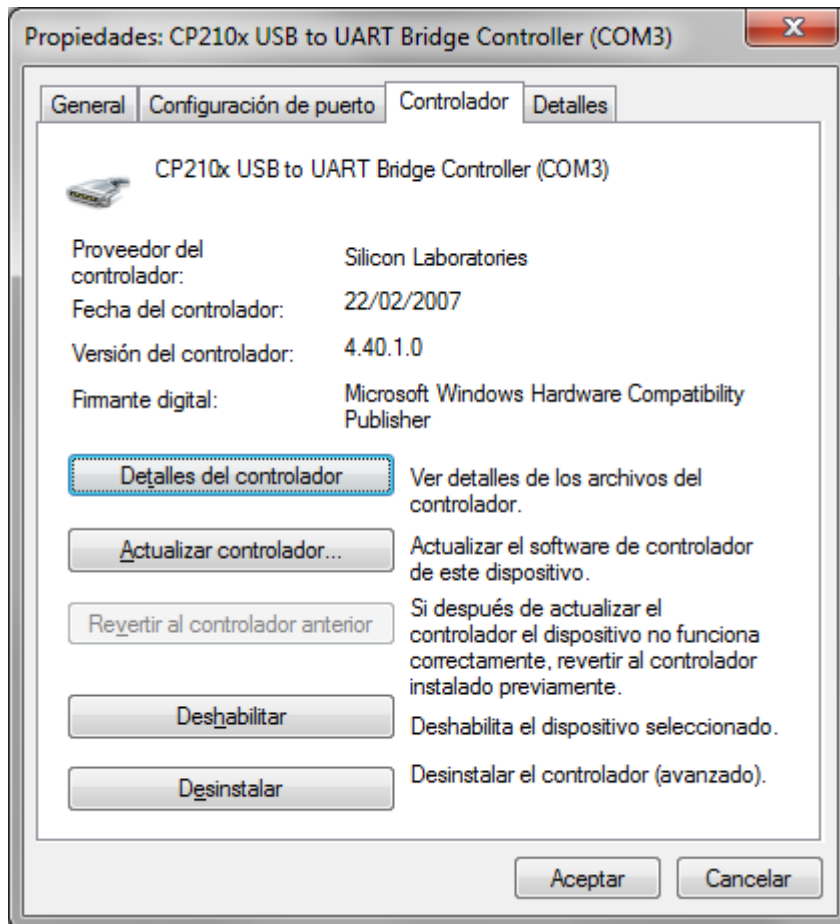 Propiedades: CP210x USB to UART Bridge Controller (COM3)
General
Configuración de puerto
Controlador
Detalles
CP210x USB to UART Bridge Controller (COM3)
Proveedor del
controlador:
Silicon Laboratories
Fecha del controlador:
22/02/2007
Versión del controlador:
4.40.1.0
Firmante digital:
Microsoft Windows Hardware Compatibility
Publisher
Detalles del controlador
Ver detalles de los archivos del
controlador.
Actualizar controlador...
Actualizar el software de controlador
de este dispositivo.
Revertir al controlador anterior
Si después de actualizar el
controlador el dispositivo no funciona
correctamente, revertir al controlador
instalado previamente.
Deshabilitar
Deshabilita el dispositivo seleccionado.
Desinstalar
Desinstalar el controlador (avanzado).
Aceptar
Cancelar